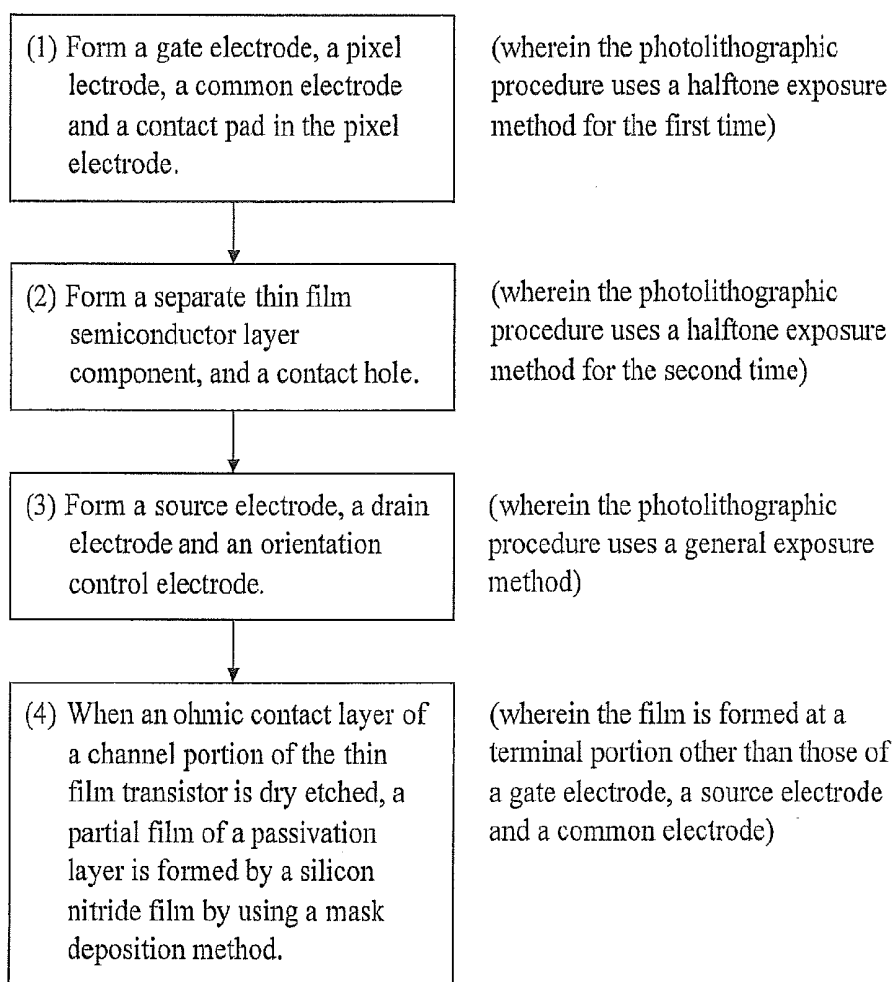 (1) Form a gate electrode, a pixel
lectrode, a common electrode
and a contact pad in the pixel
electrode.
(wherein the photolithographic
procedure uses a halftone exposure
method for the first time)
(2) Form a separate thin film
semiconductor layer
component, and a contact hole.
(wherein the photolithographic
procedure uses a halftone exposure
method for the second time)
(3) Form a source electrode, a drain
electrode and an orientation
control electrode.
(wherein the photolithographic
procedure uses a general exposure
method)
(4) When an ohmic contact layer of
a channel portion of the thin
film transistor is dry etched, a
partial film of a passivation
layer is formed by a silicon
nitride film by using a mask
deposition method.
(wherein the film is formed at a
terminal portion other than those of
a gate electrode, a source electrode
and a common electrode)